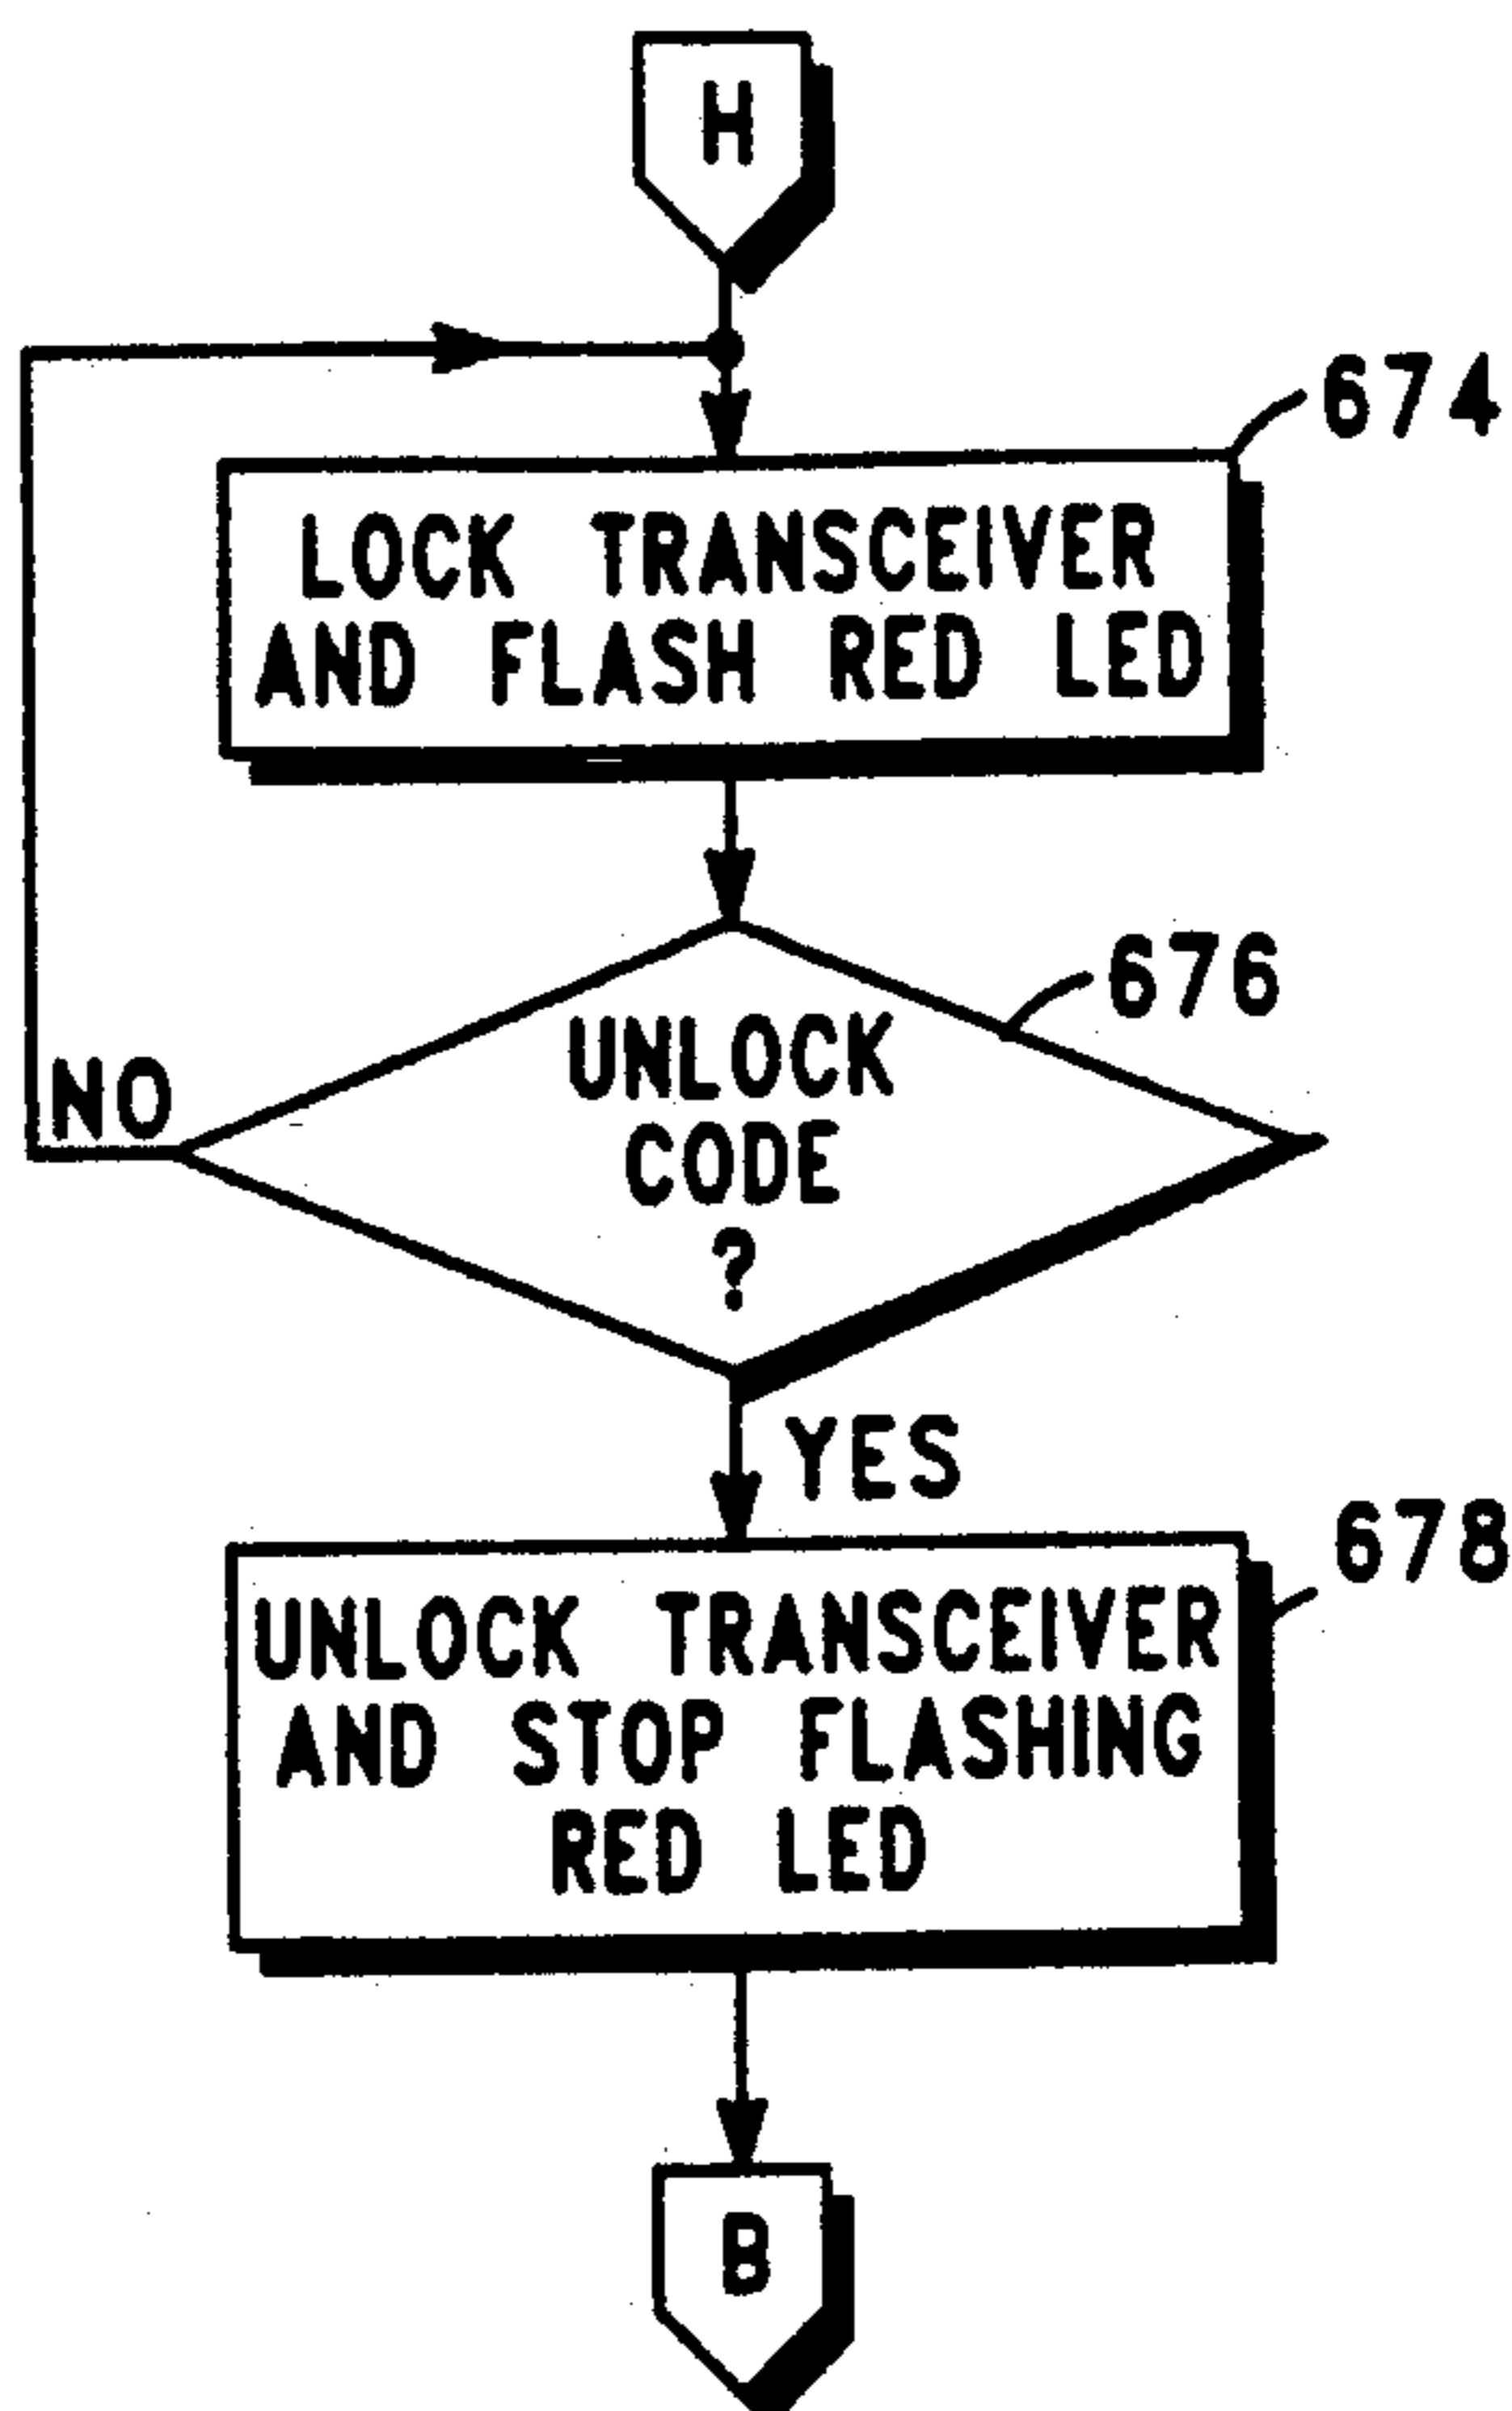 H
674
LOCK TRANSCEIVER
AND FLASH RED LED
676
UNLOCK
CODE
?
NO
YES
678
UNLOCK TRANSCEIVER
AND STOP FLASHING
RED LED
B